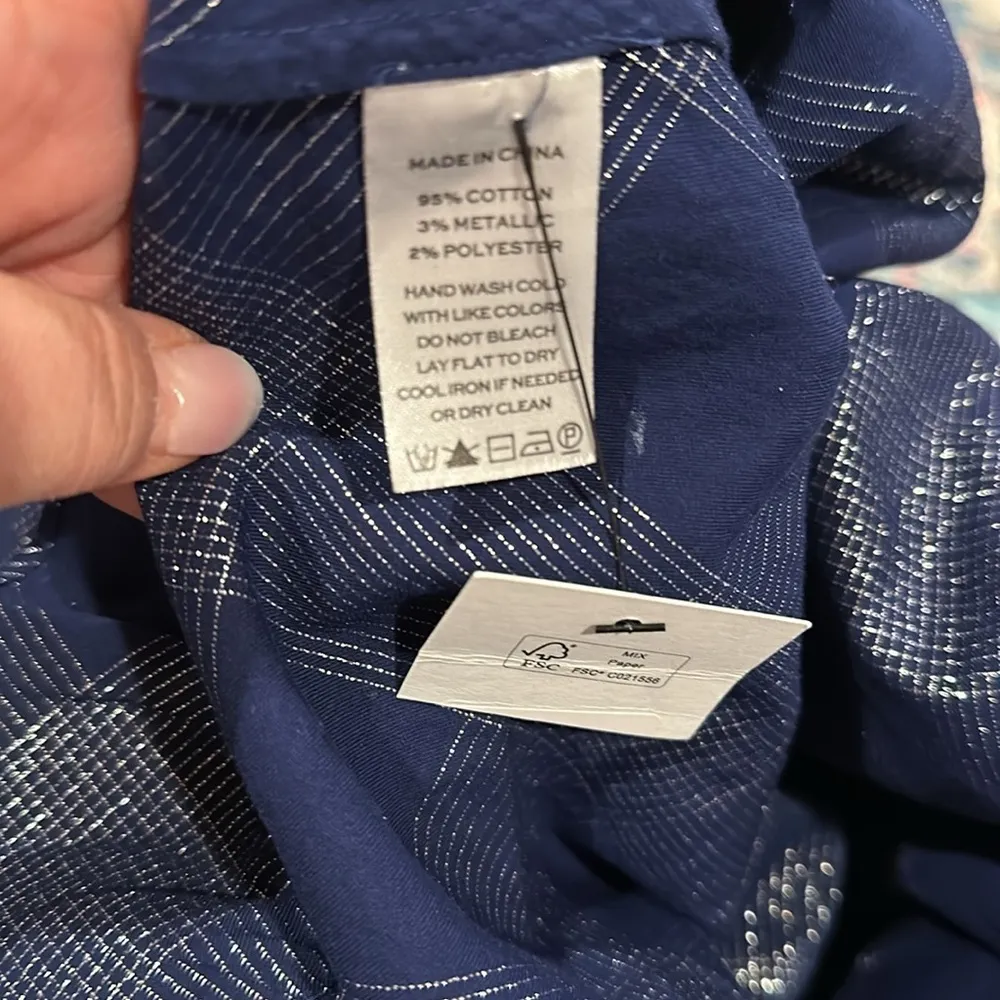 MADE IN CHINA
95% COTTON
3% METALLIC
2% POLYESTER
HAND WASH COLD
WITH LIKE COLORS
DO NOT BLEACH
LAY FLAT TO DRY
COOL IRON IF NEEDED
OR DRY CLEAN
P
FSC®
MIX
Paper
FSC® C021556